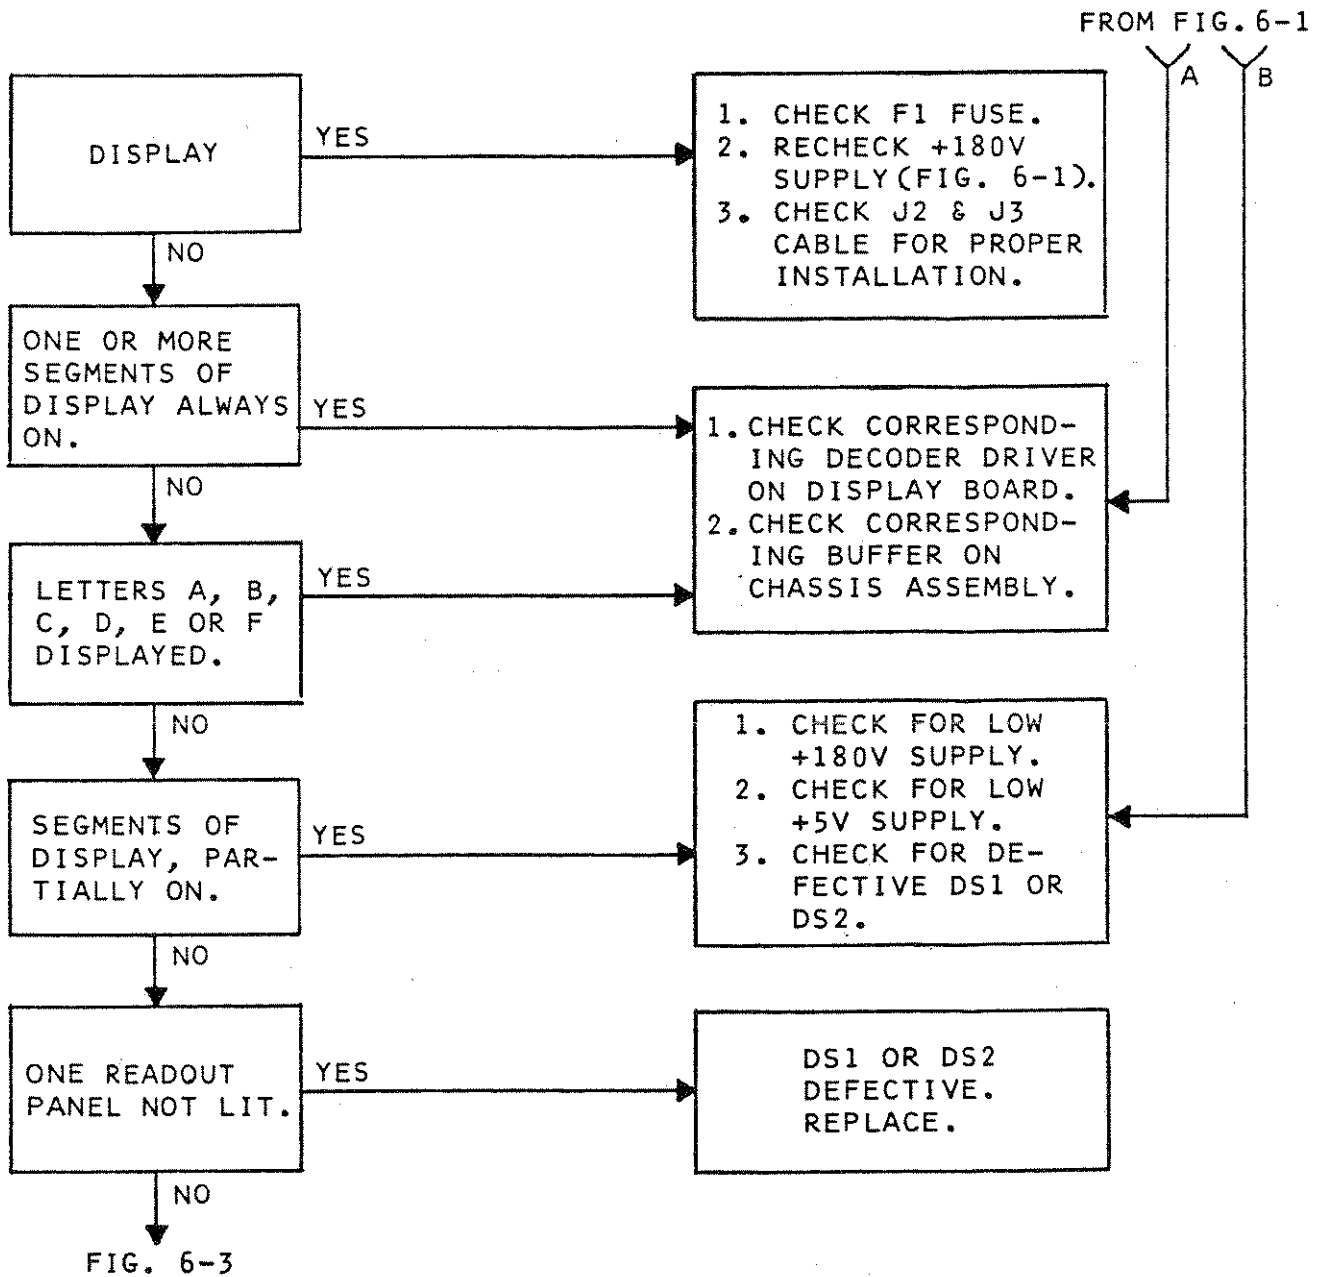 FROM FIG.6-1
A
B
DISPLAY
YES
1. CHECK F1 FUSE.
2. RECHECK +180V
SUPPLY(FIG. 6-1).
3. CHECK J2 & J3
CABLE FOR PROPER
INSTALLATION.
NO
ONE OR MORE
SEGMENTS OF
DISPLAY ALWAYS
ON.
YES
1. CHECK CORRESPOND-
ING DECODER DRIVER
ON DISPLAY BOARD.
2. CHECK CORRESPOND-
ING BUFFER ON
CHASSIS ASSEMBLY.
NO
LETTERS A, B,
C, D, E OR F
DISPLAYED.
YES
NO
SEGMENTS OF
DISPLAY, PAR-
TIALLY ON.
YES
1. CHECK FOR LOW
+180V SUPPLY.
2. CHECK FOR LOW
+5V SUPPLY.
3. CHECK FOR DE-
FECTIVE DS1 OR
DS2.
NO
ONE READOUT
PANEL NOT LIT.
YES
DS1 OR DS2
DEFECTIVE.
REPLACE.
NO
FIG. 6-3